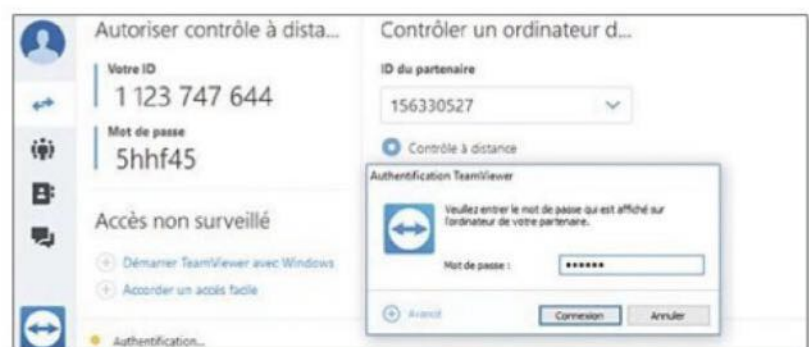 Autoriser contrôle à dista...
Votre ID
1 123 747 644
Mot de passe
5hhf45
Accès non surveillé
Démarrer TeamViewer avec Windows
Accorder un accès facile
Authentification...
Contrôler un ordinateur d...
ID du partenaire
156330527
Contrôle à distance
Authentification TeamViewer
Veuillez entrer le mot de passe qui est affiché sur
l'ordinateur de votre partenaire.
Mot de passe :
••••••
Avancé
Connexion
Annuler